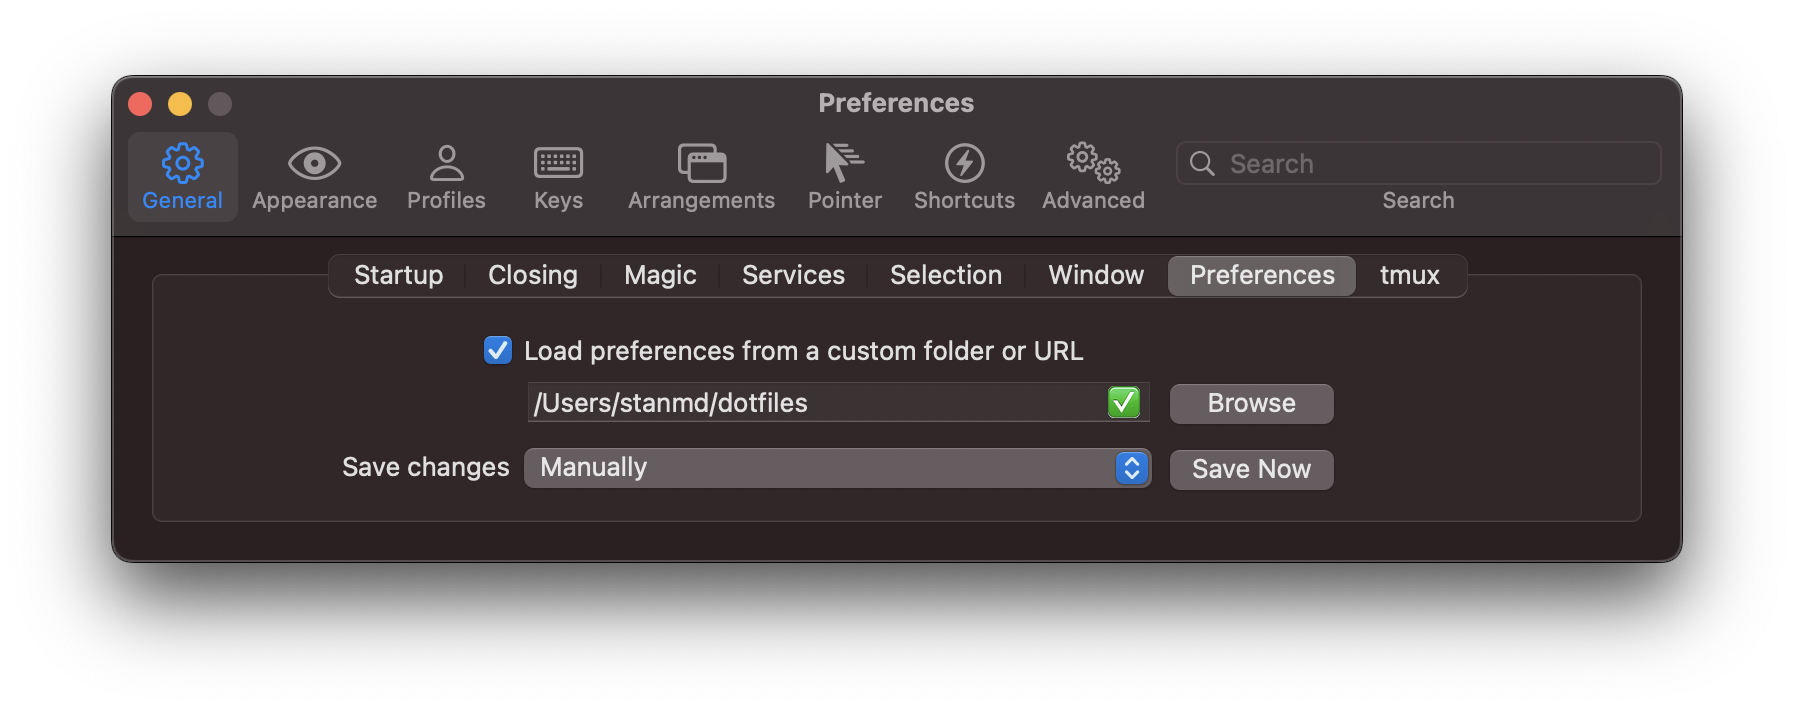 Preferences
General Appearance Profiles Keys Arrangements Pointer Shortcuts Advanced Search
Search
Startup Closing Magic Services Selection Window Preferences tmux
Load preferences from a custom folder or URL
/Users/stanmd/dotfiles Browse
Save changes Manually Save Now